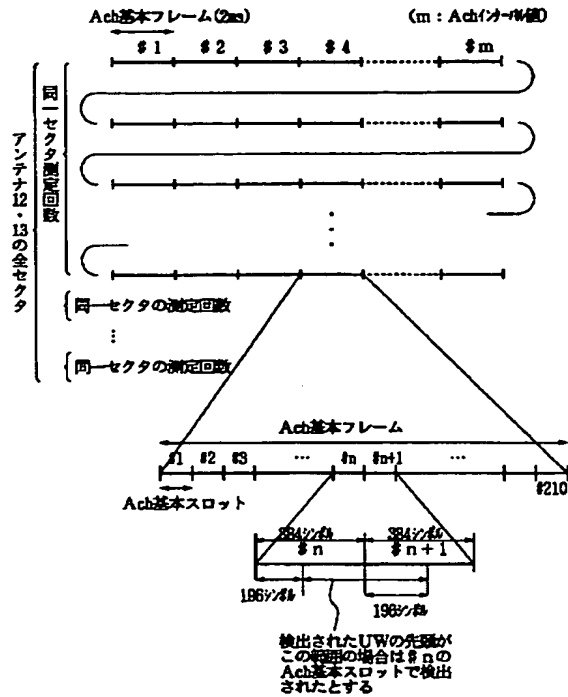 Ach基本フレーム(2ms)
(m : Achインターバル値)
#1 #2 #3 #4 #m
アンテナ12・13の全セクタ
同一セクタ測定回数
同一セクタの測定回数
⋮
同一セクタの測定回数
Ach基本フレーム
#1 #2 #3 … #n #n+1 … #210
Ach基本スロット
384シンボル 384シンボル
#n #n+1
196シンボル
196シンボル
検出されたUWの先頭が
この範囲の場合は#nの
Ach基本スロットで検出
されたとする